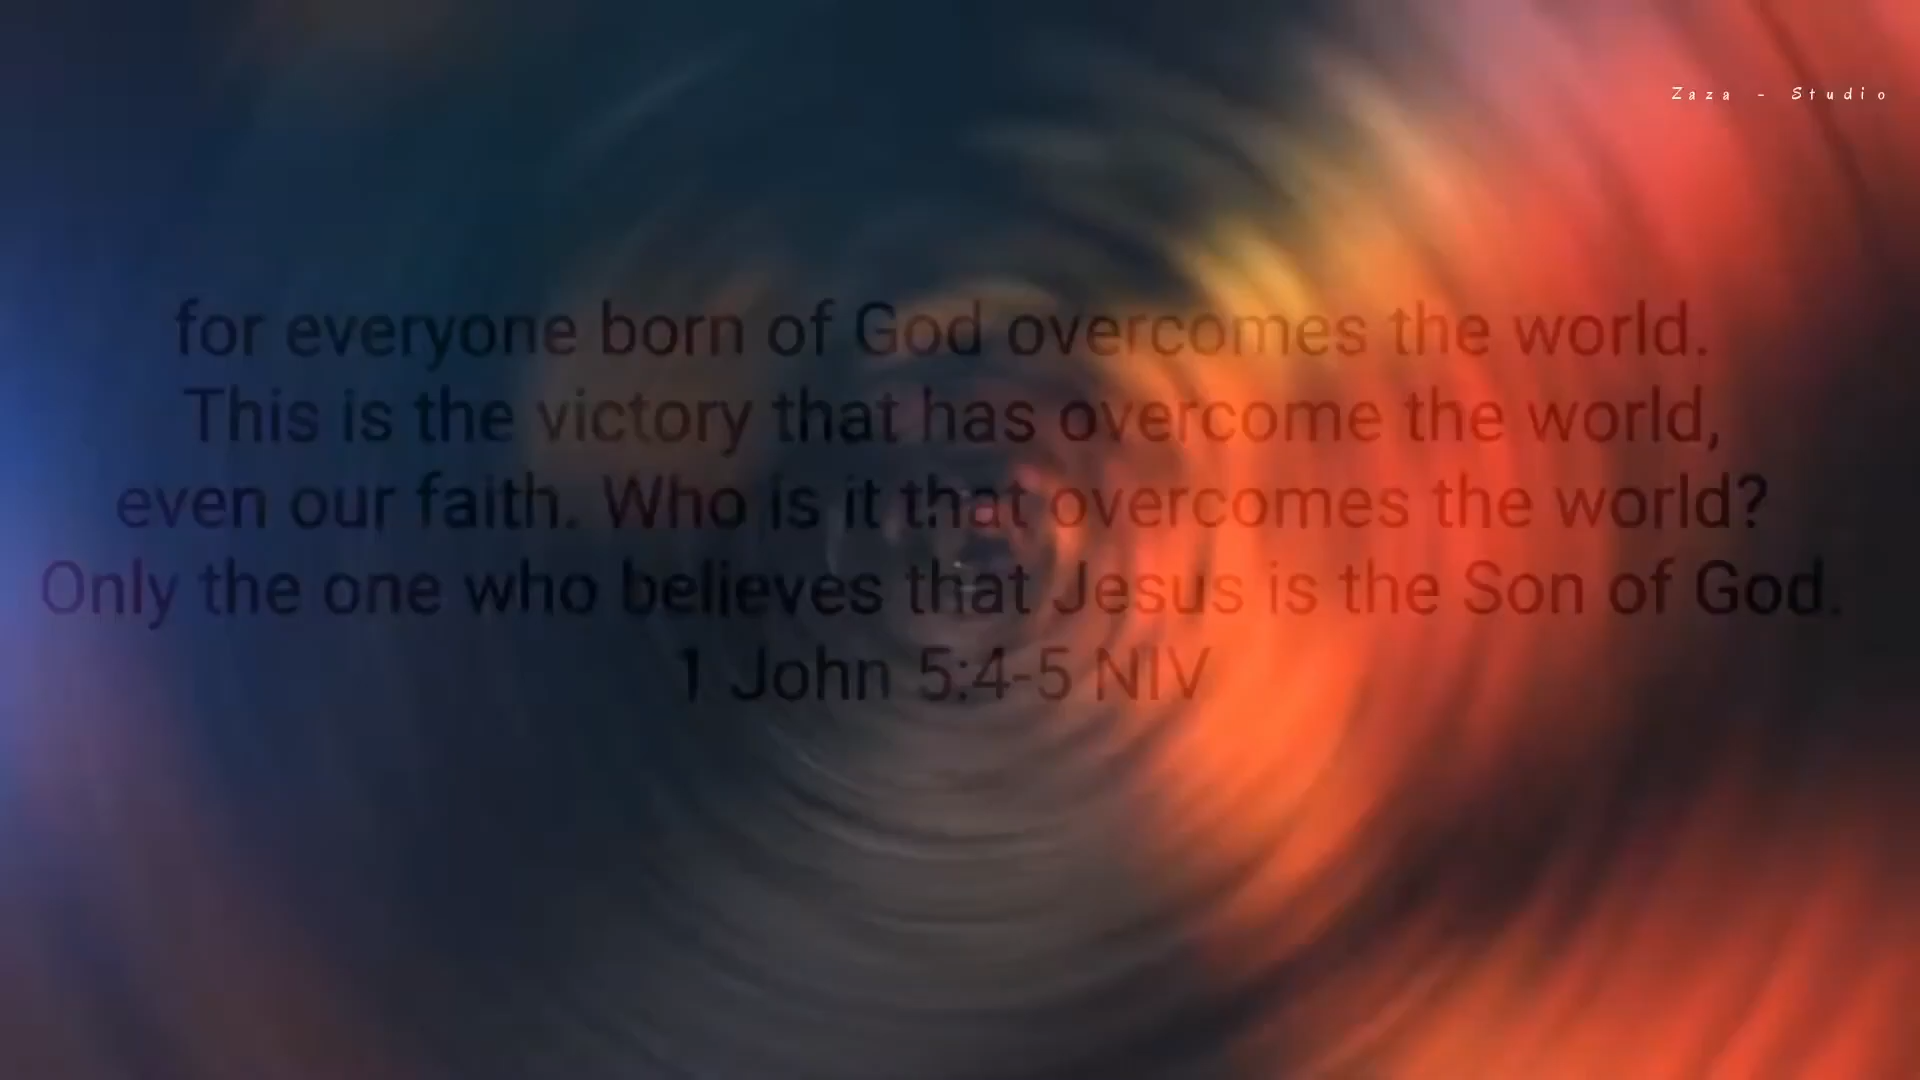 Zaza - Studio
for everyone born of God overcomes the world.
This is the victory that has overcome the world,
even our faith. Who is it that overcomes the world?
Only the one who believes that Jesus is the Son of God.
1 John 5:4-5 NIV